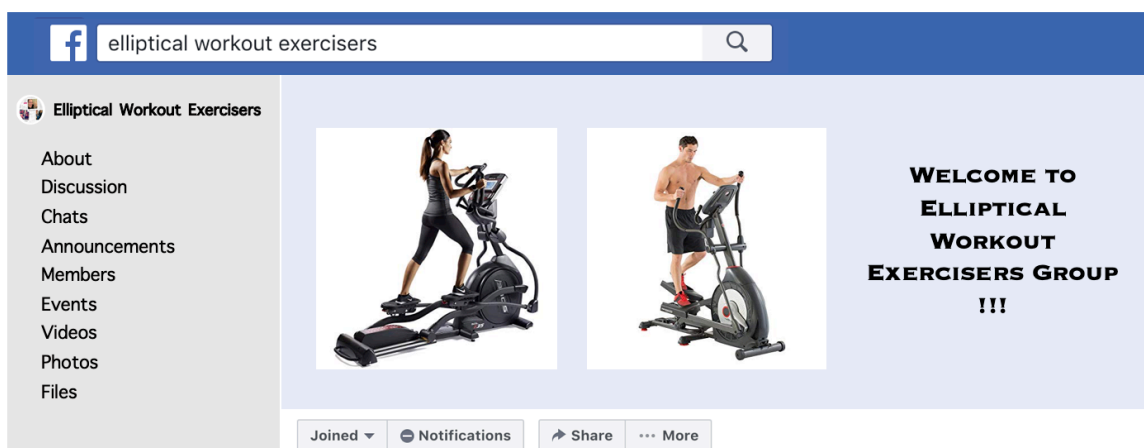 f elliptical workout exercisers
Elliptical Workout Exercisers
About
Discussion
Chats
Announcements
Members
Events
Videos
Photos
Files
WELCOME TO
ELLIPTICAL
WORKOUT
EXERCISERS GROUP
!!!
Joined Notifications Share More